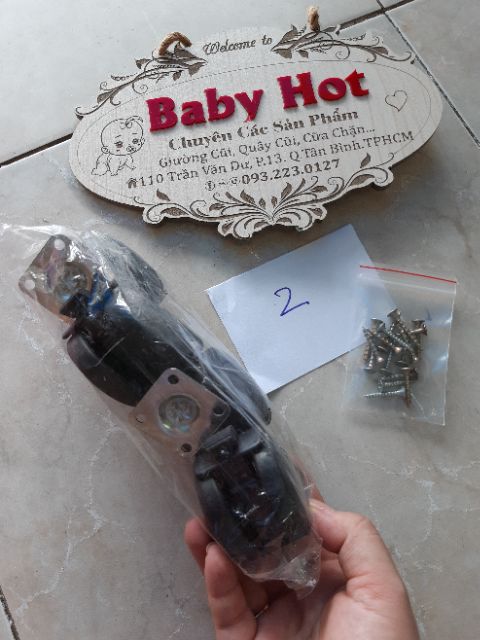 Welcome to
Baby Hot
Chuyên Các Sản Phẩm
Giường Cũi, Quây Cũi, Cửa Chặn...
110 Trần Văn Dư, P.13, Q Tân Bình.TPHCM
093.223.0127
2